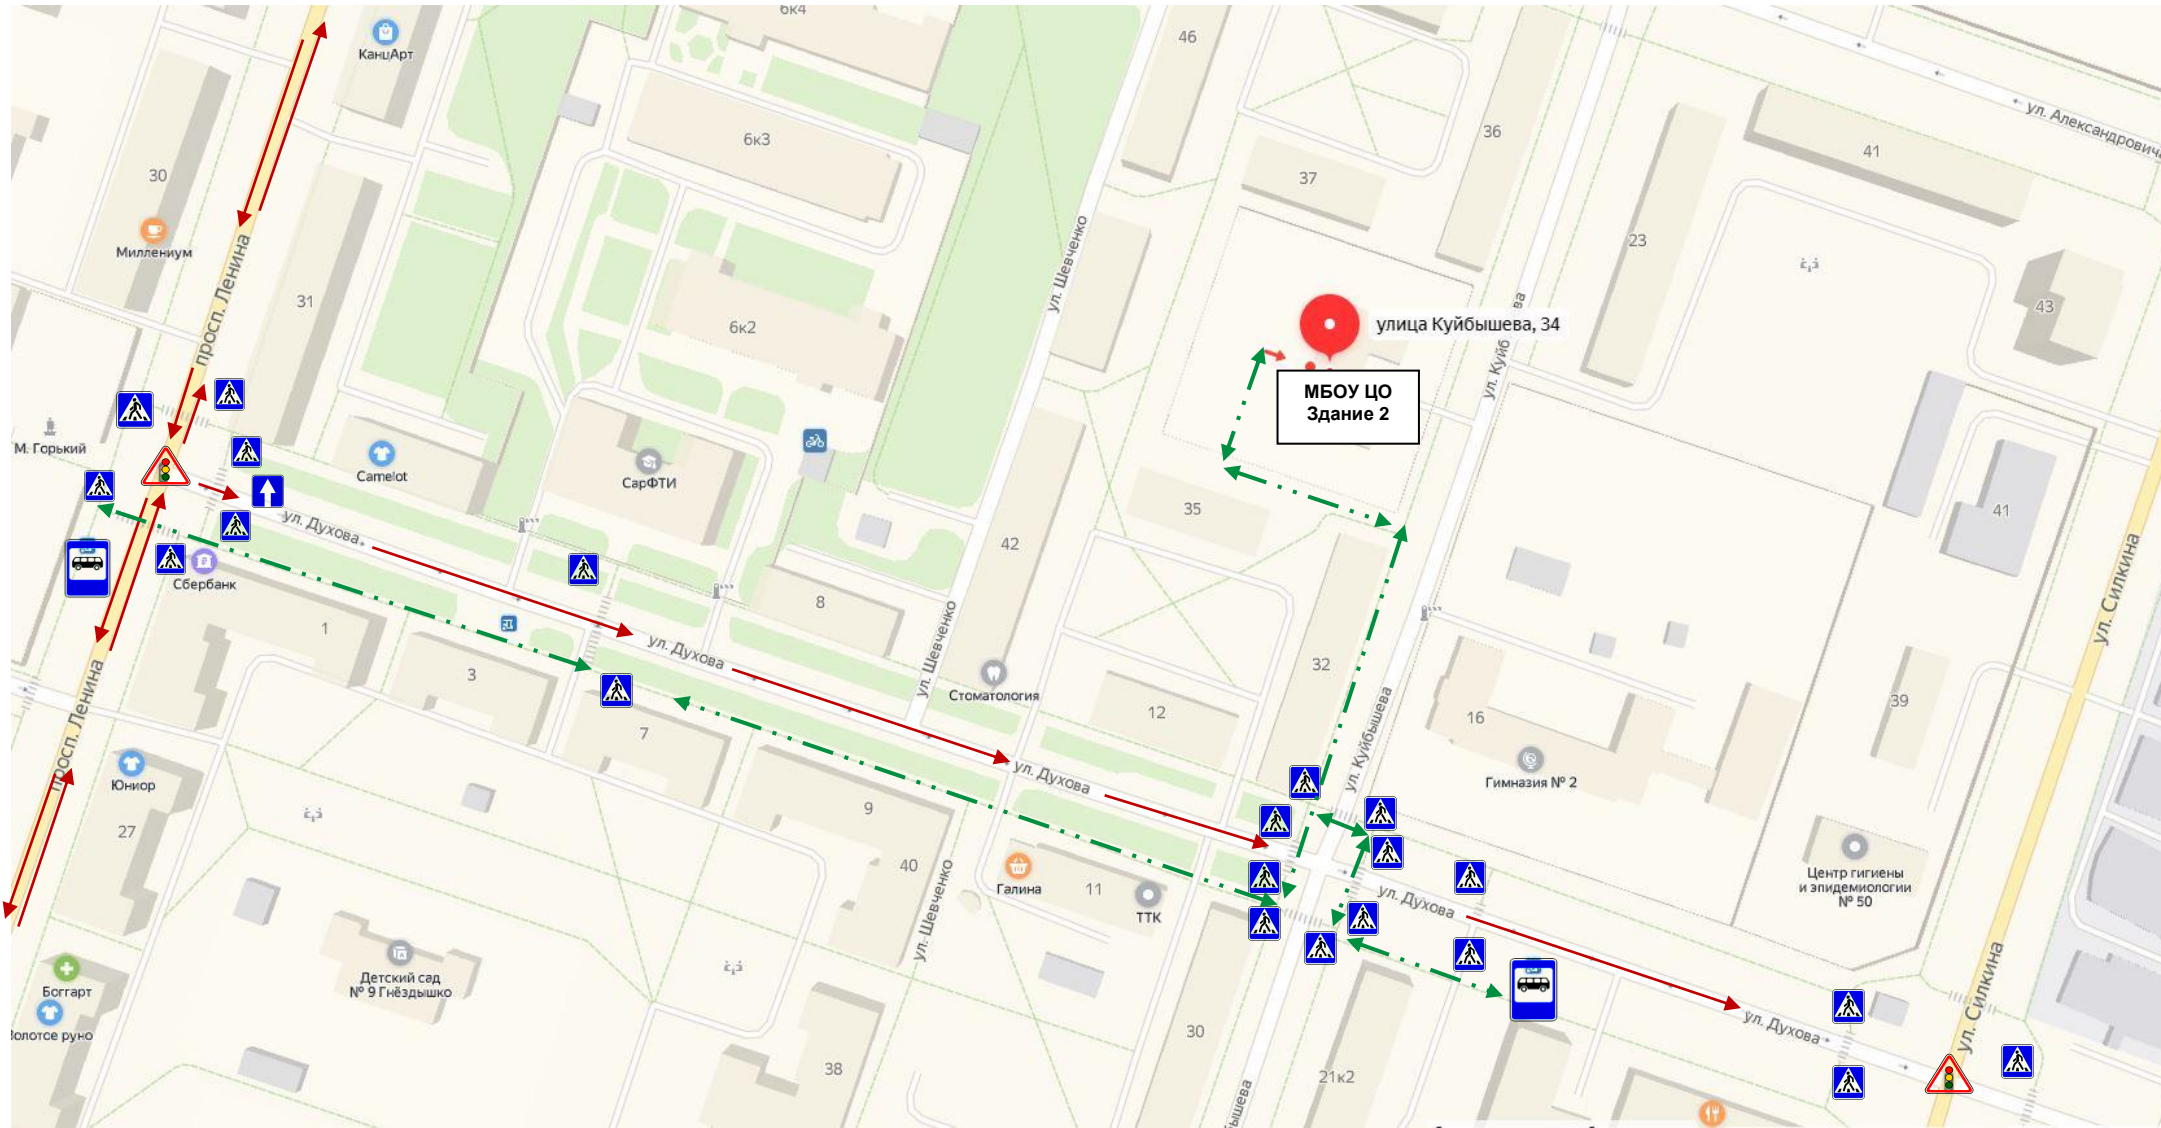 6к4
46
КанцАрт
ул. Александровича
36
41
6к3
37
30
23
Миллениум
просп. Ленина
ул. Шевченко
31
43
6к2
улица Куйбышева, 34
МБОУ ЦО
Здание 2
М. Горький
Camelot
СарФТИ
35
41
ул. Духова
42
Сбербанк
ул. Силкина
8
1
ул. Духова
ул. Шевченко
32
3
Стоматология
39
просп. Ленина
7
12
16
ул. Куйбышева
Юниор
ул. Духова
Гимназия № 2
27
9
40
Галина
11
ТТК
Центр гигиены
и эпидемиологии
№ 50
ул. Духова
ул. Шевченко
Детский сад
№ 9 Гнёздышко
Боггарт
30
ул. Силкина
ул. Духова
38
21к2